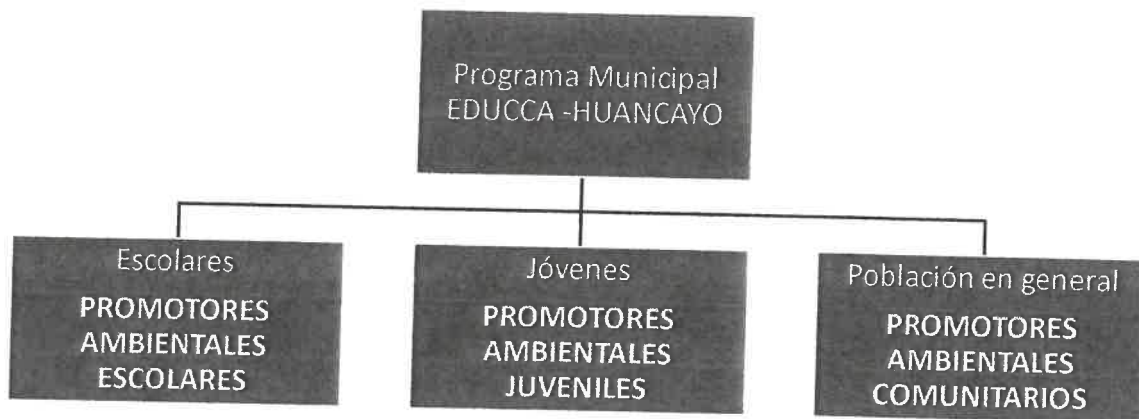 Programa Municipal
EDUCCA -HUANCAYO
Escolares
PROMOTORES
AMBIENTALES
ESCOLARES
Jóvenes
PROMOTORES
AMBIENTALES
JUVENILES
Población en general
PROMOTORES
AMBIENTALES
COMUNITARIOS